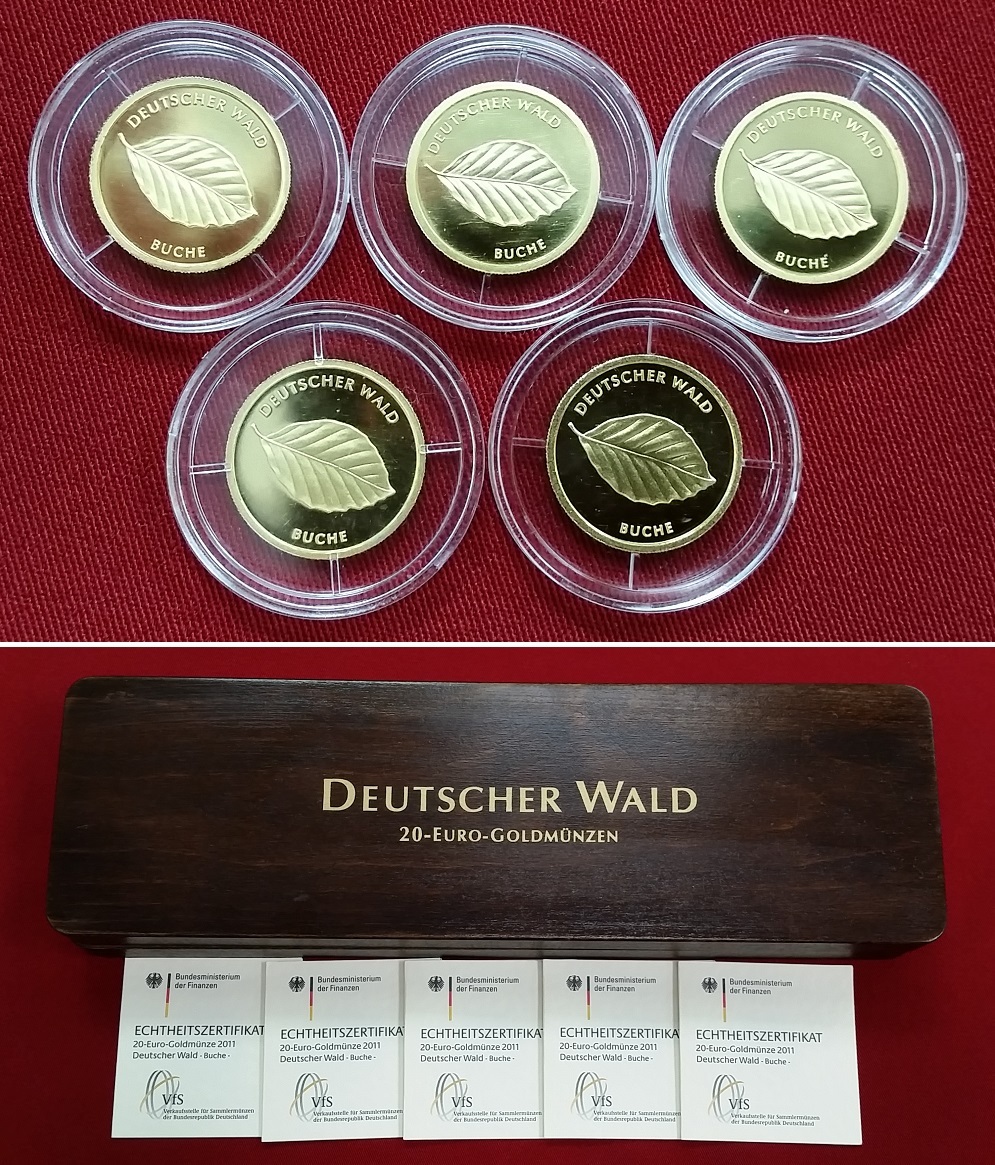 DEUTSCHER WALD
BUCHE
DEUTSCHER WALD
BUCHE
DEUTSCHER WALD
BUCHE
DEUTSCHER WALD
BUCHE
DEUTSCHER WALD
BUCHE
DEUTSCHER WALD
20-EURO-GOLDMÜNZEN
Bundesministerium
der Finanzen
ECHTHEITSZERTIFIKAT
20-Euro-Goldmünze 2011
Deutscher Wald - Buche -
VfS
Verkaufsstelle für Sammlermünzen
der Bundesrepublik Deutschland
Bundesministerium
der Finanzen
ECHTHEITSZERTIFIKA
20-Euro-Goldmünze 2011
Deutscher Wald - Buche -
VfS
Verkaufsstelle für Sammlermünzen
der Bundesrepublik Deutschland
Bundesministerium
der Finanzen
ECHTHEITSZERTIFIKAT
20-Euro-Goldmünze 2011
Deutscher Wald - Buche -
VfS
Verkaufsstelle für Sammlermünzen
der Bundesrepublik Deutschland
Bundesministerium
der Finanzen
ECHTHEITSZERTIFIKA
20-Euro-Goldmünze 2011
Deutscher Wald - Buche -
VfS
Verkaufsstelle für Sammlermünzen
der Bundesrepublik Deutschland
Bundesministerium
der Finanzen
ECHTHEITSZERTIFIKAT
20-Euro-Goldmünze 2011
Deutscher Wald - Buche -
VfS
Verkaufsstelle für Sammlermünzen
der Bundesrepublik Deutschland